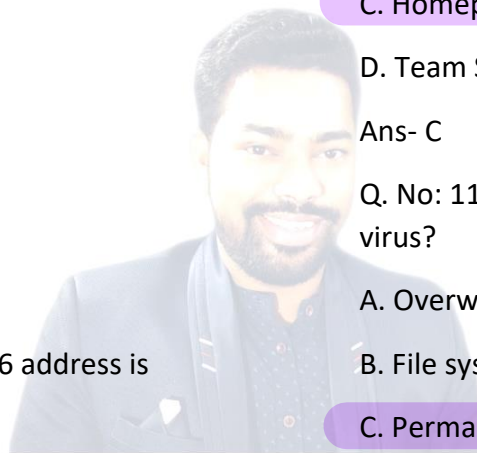 6 address is
C. Homep
D. Team S
Ans- C
Q. No: 11
virus?
A. Overw
B. File sys
C. Perma